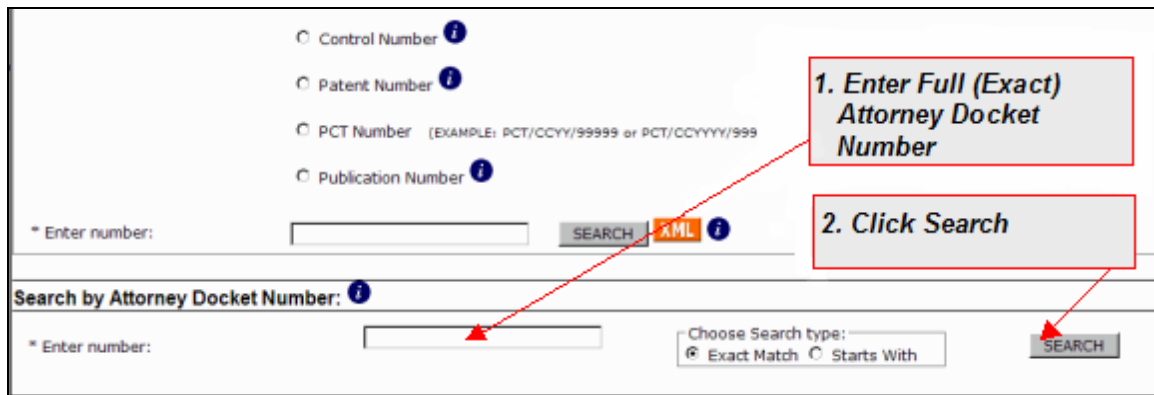 Control Number i
Patent Number i
PCT Number [EXAMPLE: PCT/CCYY/99999 or PCT/CCYYYY/999
Publication Number i
* Enter number: SEARCH XML i
1. Enter Full (Exact)
Attorney Docket
Number
2. Click Search
Search by Attorney Docket Number: i
* Enter number:
Choose Search type:
Exact Match Starts With
SEARCH